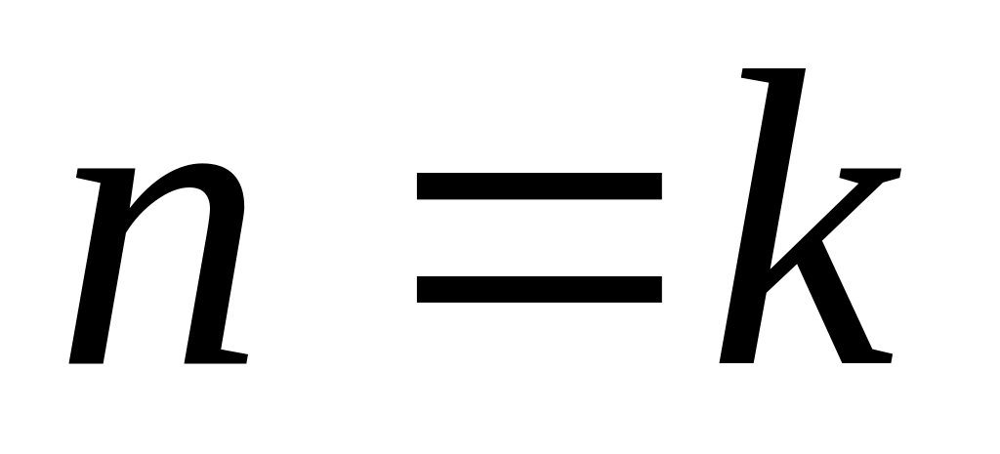 n = k